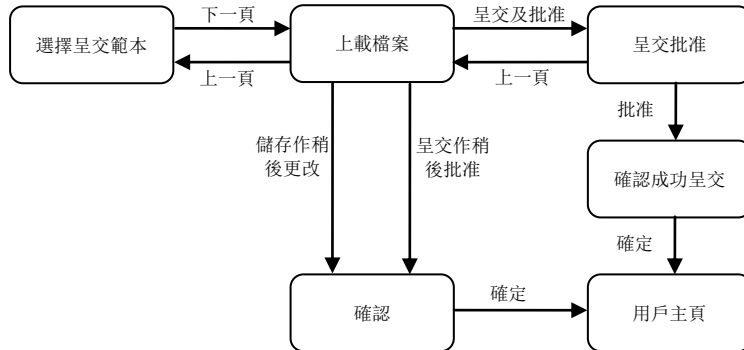 選擇呈交範本
下一頁
上一頁
上載檔案
呈交及批准
上一頁
呈交批准
批准
儲存作稍
後更改
呈交作稍
後批准
確認成功呈交
確定
確認
確定
用戶主頁